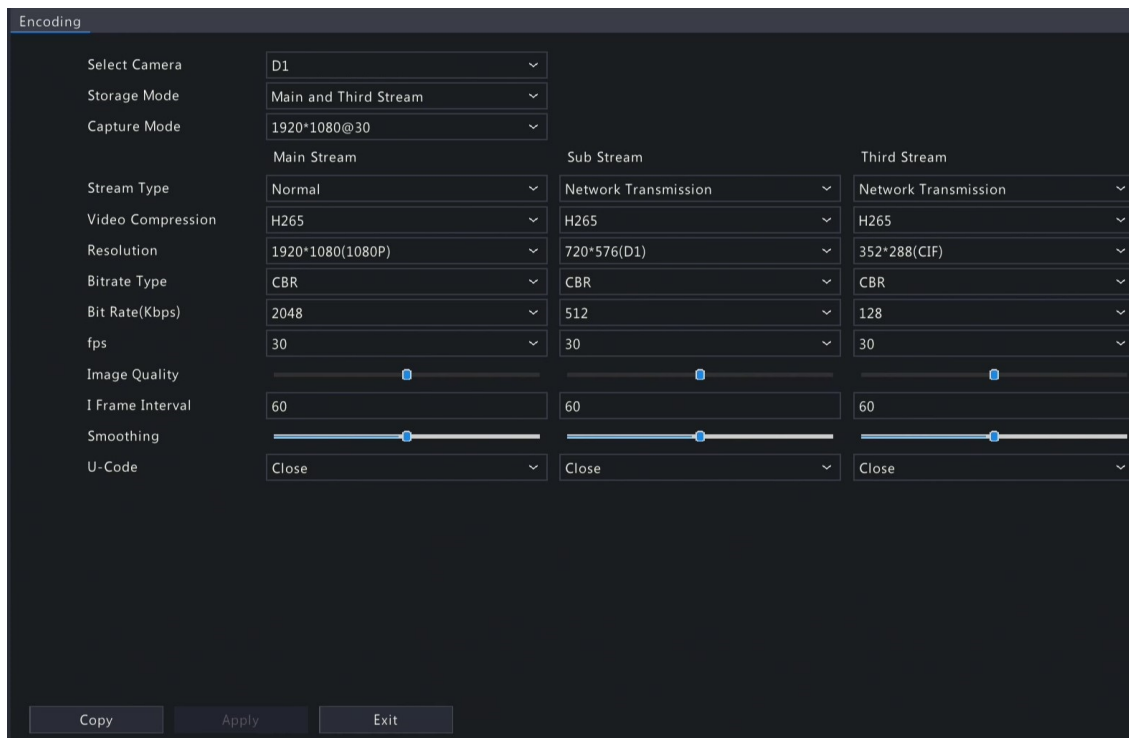 Encoding
Select Camera D1
Storage Mode Main and Third Stream
Capture Mode 1920*1080@30
Main Stream Sub Stream Third Stream
Stream Type Normal Network Transmission Network Transmission
Video Compression H265 H265 H265
Resolution 1920*1080(1080P) 720*576(D1) 352*288(CIF)
Bitrate Type CBR CBR CBR
Bit Rate(Kbps) 2048 512 128
fps 30 30 30
Image Quality
I Frame Interval 60 60 60
Smoothing
U-Code Close Close Close
Copy Apply Exit